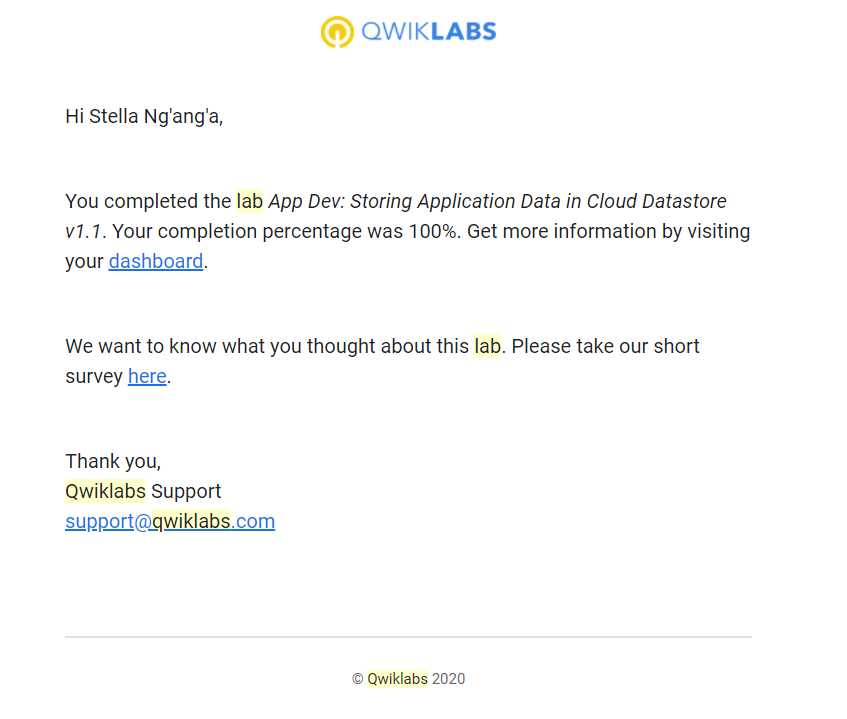 QWIKLABS
Hi Stella Ng'ang'a,
You completed the lab App Dev: Storing Application Data in Cloud Datastore
v1.1. Your completion percentage was 100%. Get more information by visiting
your dashboard.
We want to know what you thought about this lab. Please take our short
survey here.
Thank you,
Qwiklabs Support
support@qwiklabs.com
© Qwiklabs 2020